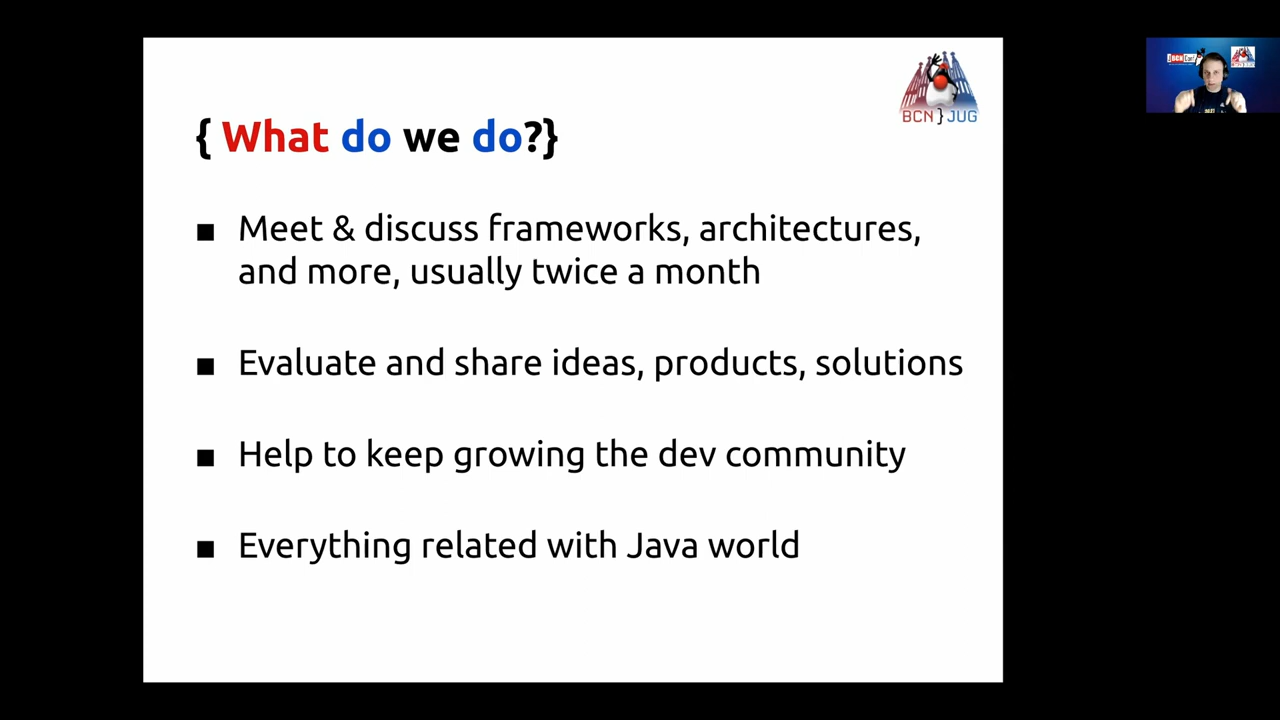 BCN}JUG
{ What do we do?}
■ Meet & discuss frameworks, architectures,
and more, usually twice a month
■ Evaluate and share ideas, products, solutions
■ Help to keep growing the dev community
■ Everything related with Java world